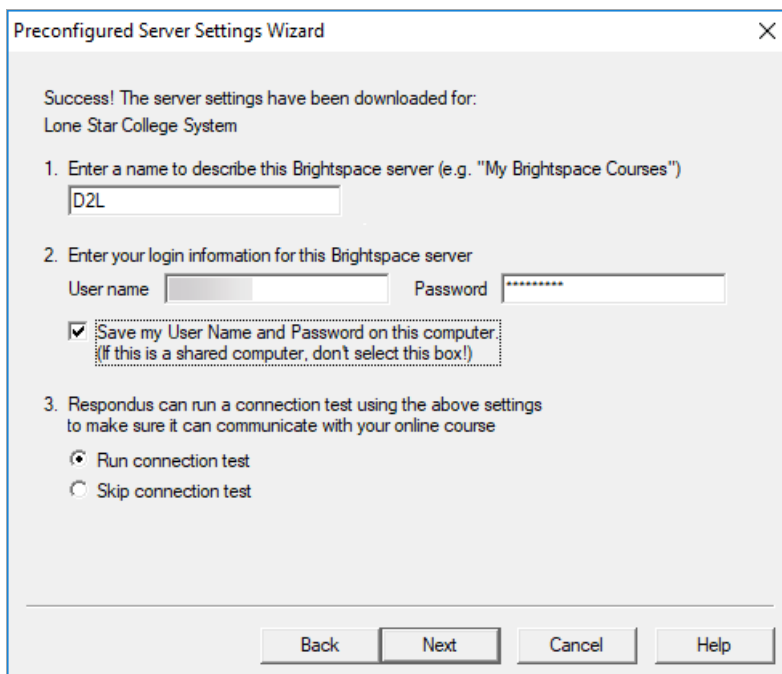 Preconfigured Server Settings Wizard
Success! The server settings have been downloaded for:
Lone Star College System
1. Enter a name to describe this Brightspace server (e.g. "My Brightspace Courses")
D2L
2. Enter your login information for this Brightspace server
User name Password *********
Save my User Name and Password on this computer.
(If this is a shared computer, don't select this box!)
3. Respondus can run a connection test using the above settings
to make sure it can communicate with your online course
Run connection test
Skip connection test
Back Next Cancel Help